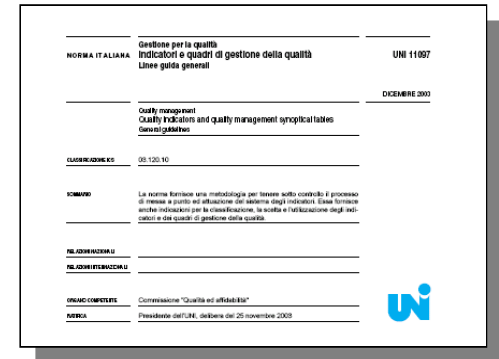 NORMA ITALIANA
Gestione per la qualità
Indicatori e quadri di gestione della qualità
Linee guida generali
UNI 11097
DICEMBRE 2003
Quality management
Quality indicators and quality management synoptical tables
General guidelines
CLASSIFICAZIONE ICS
03.120.10
SOMMARIO
La norma fornisce una metodologia per tenere sotto controllo il processo
di messa a punto ed attuazione del sistema degli indicatori. Essa fornisce
anche indicazioni per la classificazione, la scelta e l'utilizzazione degli indi-
catori e dei quadri di gestione della qualità.
RELAZIONI NAZIONALI
RELAZIONI INTERNAZIONALI
ORGANO COMPETENTE
Commissione "Qualità ed affidabilità"
RATIFICA
Presidente dell'UNI, delibera del 25 novembre 2003
UNI